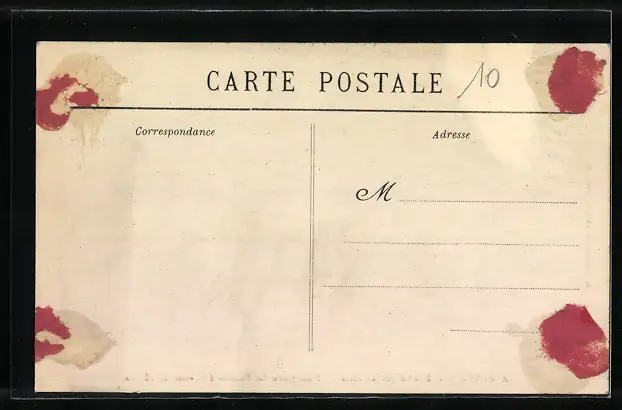 CARTE POSTALE 10
Correspondance
Adresse
M